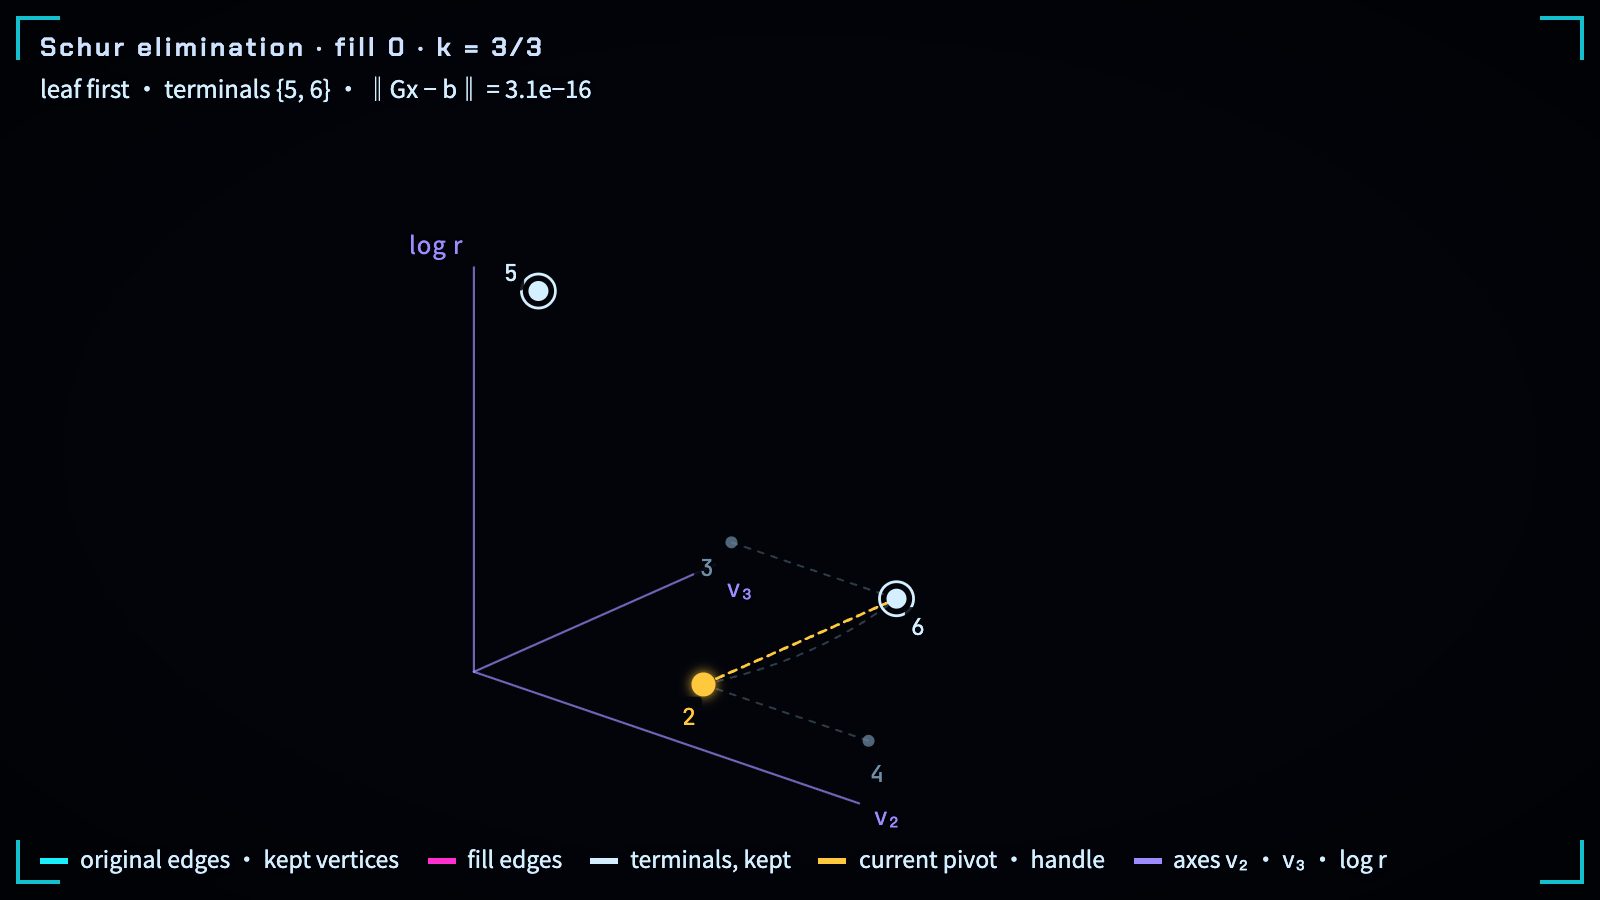 Schur elimination · fill 0 · k = 3/3
leaf first • terminals {5, 6} • ‖ Gx − b ‖ = 3.1e−16
log r
5
3
v₃
6
2
4
v₂
original edges • kept vertices
fill edges
terminals, kept
current pivot • handle
axes v₂ • v₃ • log r